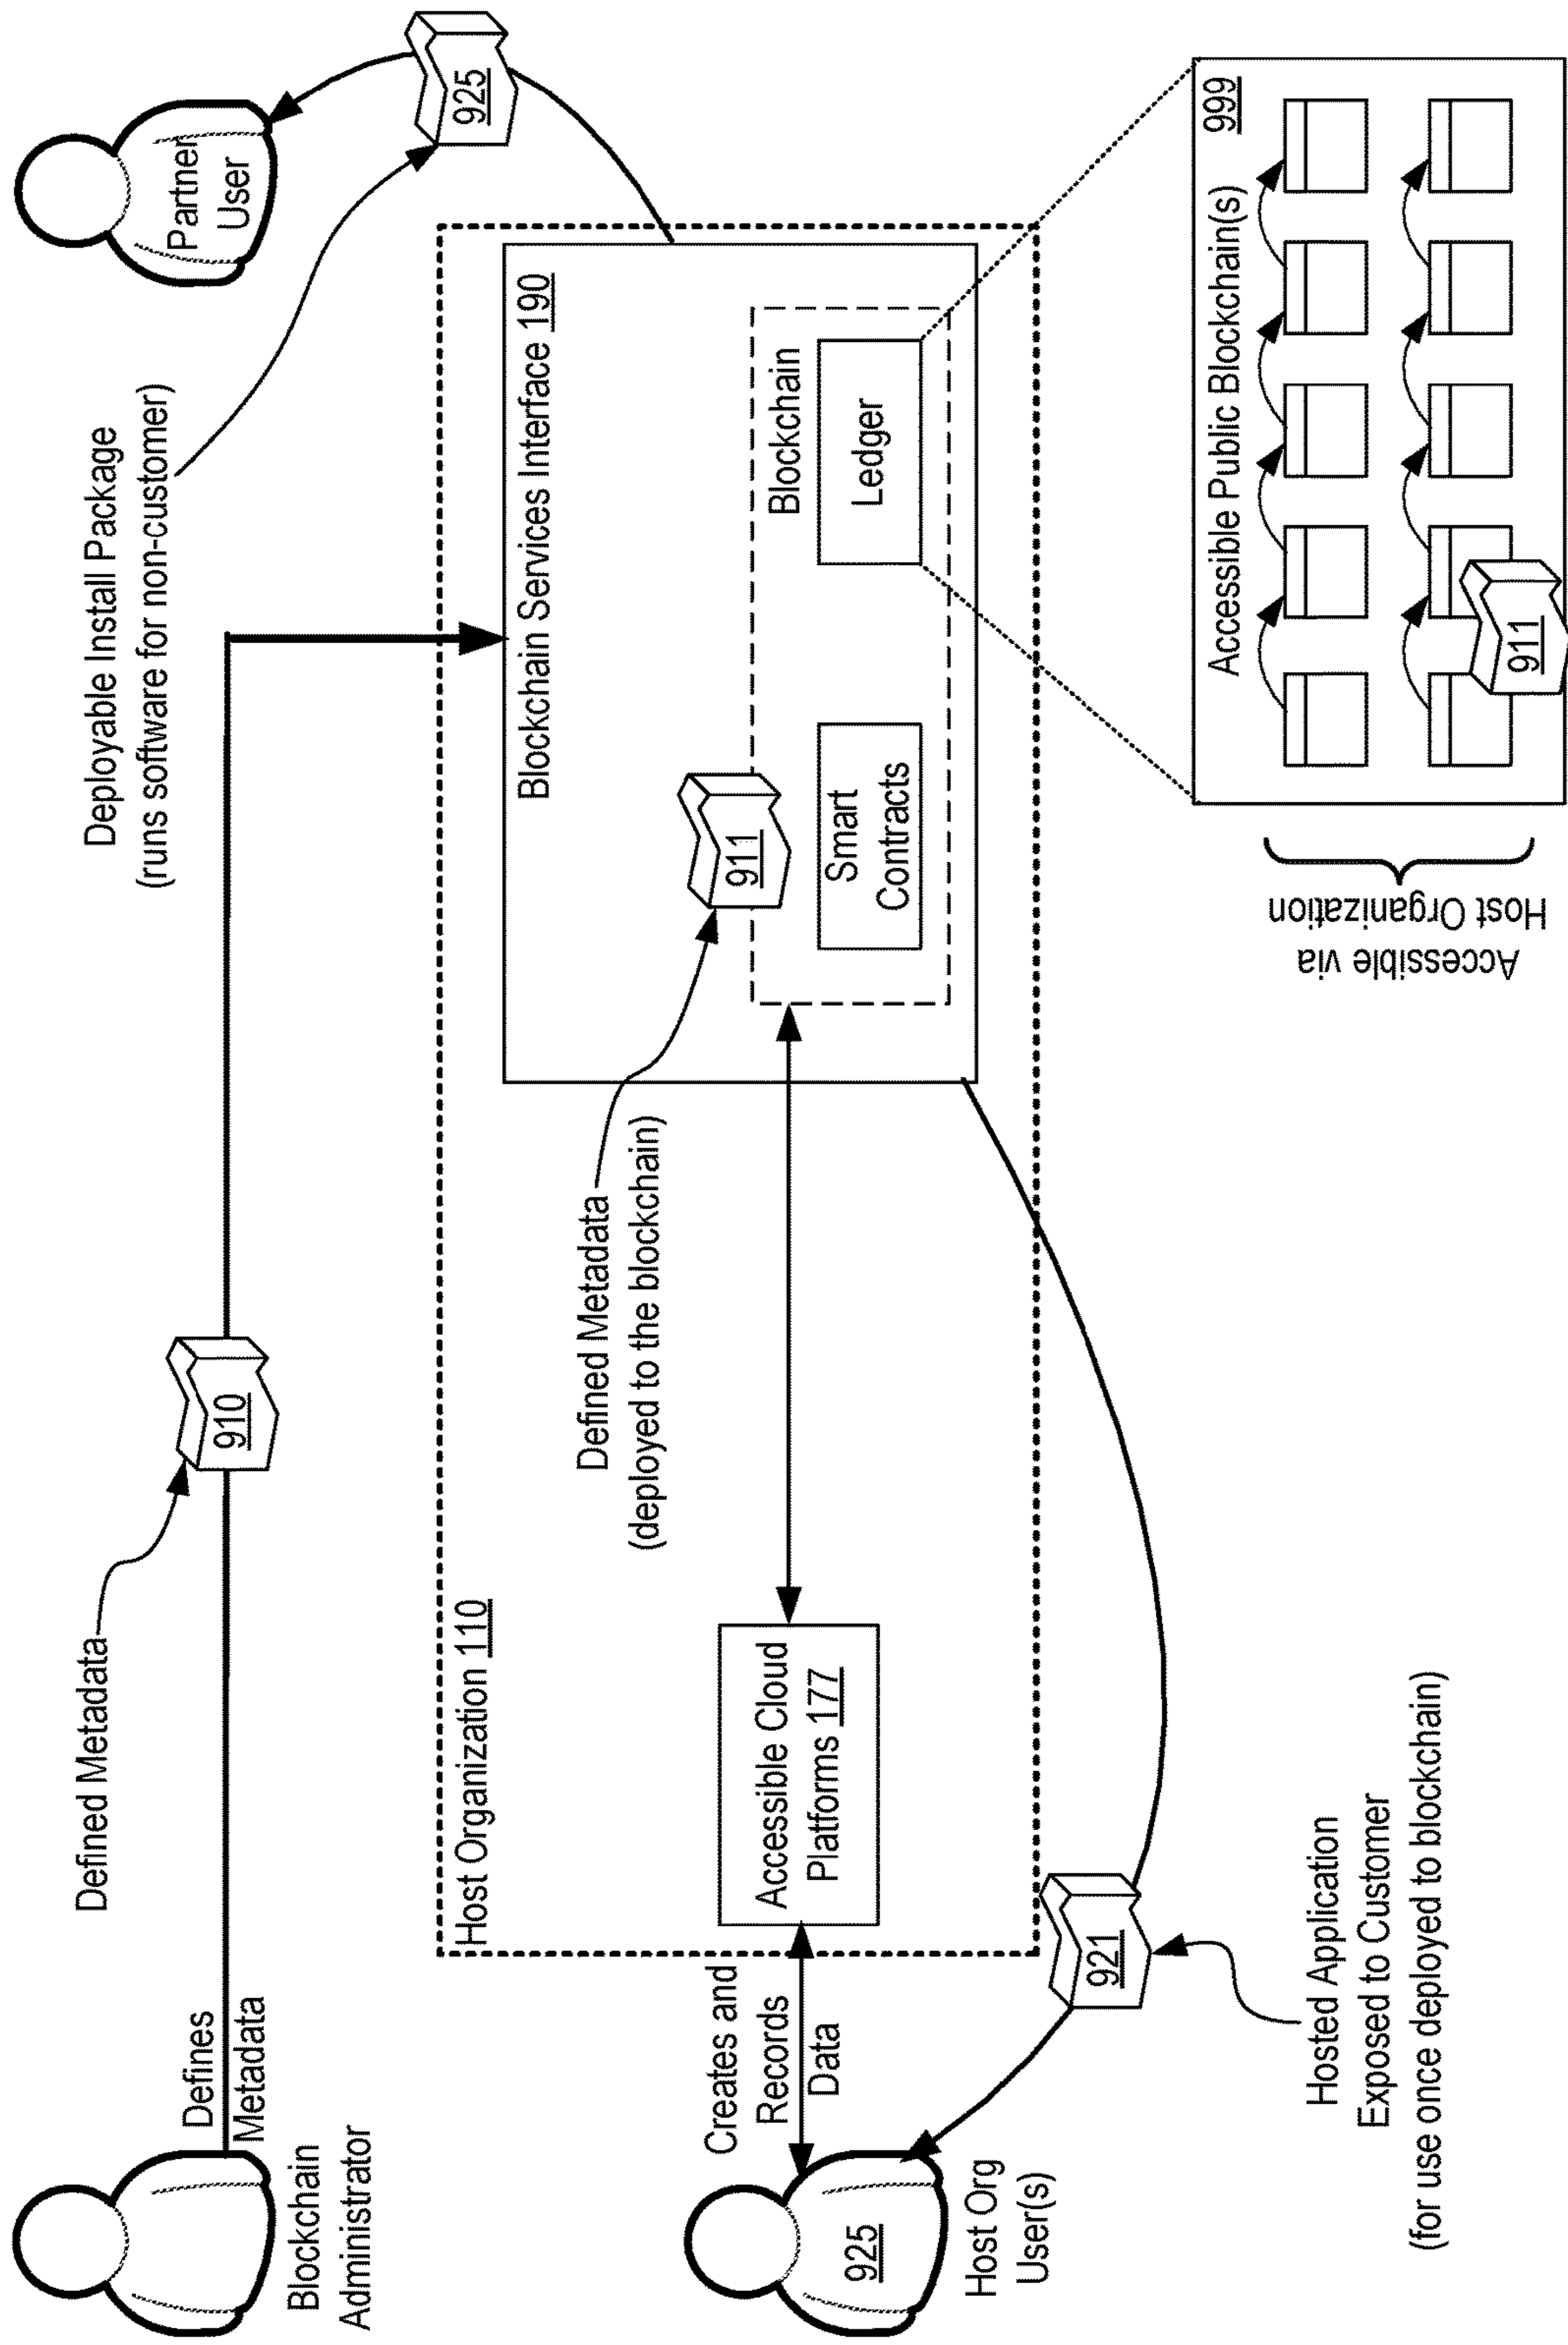 Deployable Install Package
(runs software for non-customer)
Partner
User
925
Defined Metadata
910
Defines
Metadata
Blockchain
Administrator
Host Organization 110
Blockchain Services Interface 190
Defined Metadata
(deployed to the blockchain)
911
Blockchain
Smart
Contracts
Ledger
Accessible Cloud
Platforms 177
Creates and
Records
Data
925
Host Org
User(s)
921
Hosted Application
Exposed to Customer
(for use once deployed to blockchain)
Accessible via
Host Organization
Accessible Public Blockchain(s) 999
911